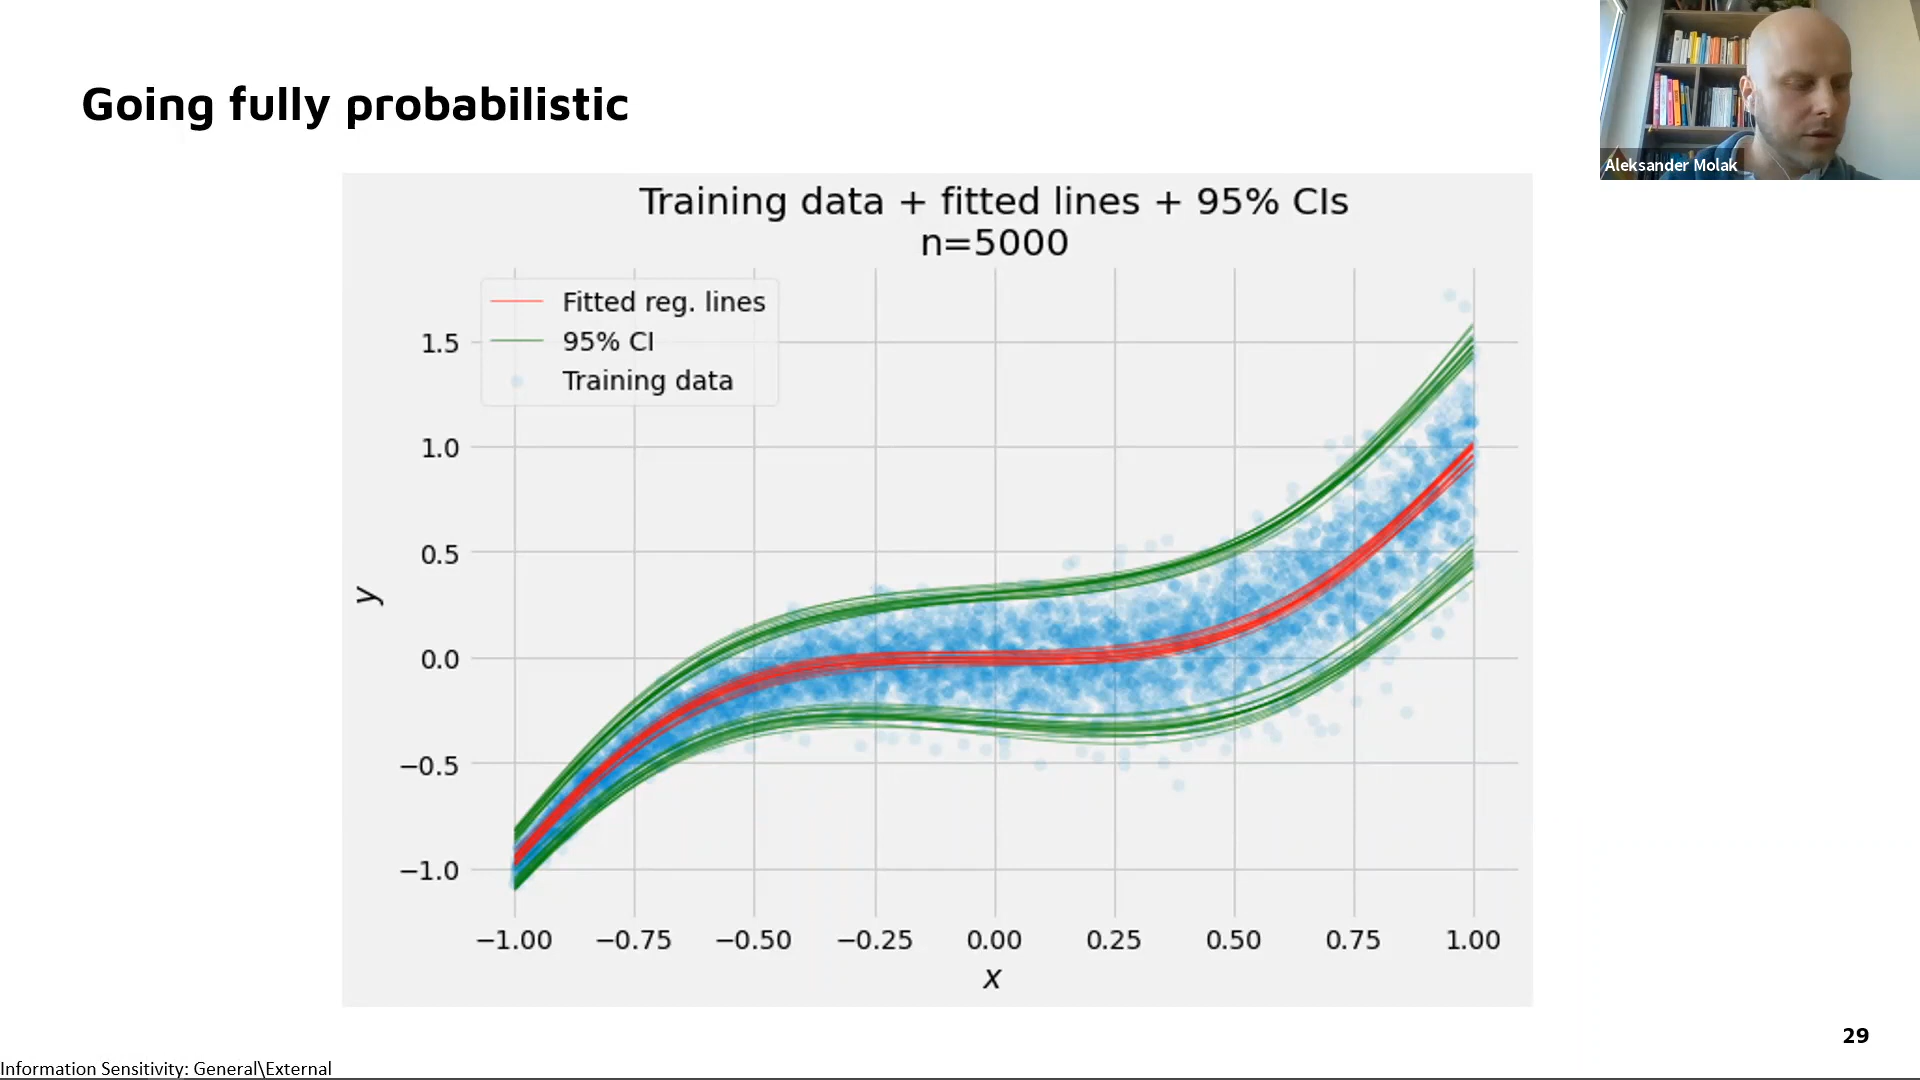 Going fully probabilistic
Aleksander Molak
Training data + fitted lines + 95% CIs
n=5000
Fitted reg. lines
95% CI
Training data
1.5
1.0
0.5
0.0
−0.5
−1.0
y
−1.00 −0.75 −0.50 −0.25 0.00 0.25 0.50 0.75 1.00
x
29
Information Sensitivity: General\External